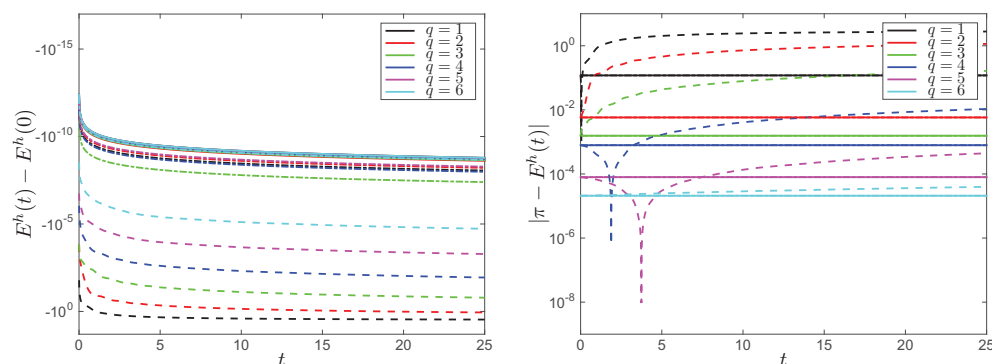 -10^{-15}
-10^{-10}
-10^{-5}
-10^{0}
E^h(t) − E^h(0)
0 5 10 15 20 25
t
q = 1
q = 2
q = 3
q = 4
q = 5
q = 6
10^{0}
10^{-2}
10^{-4}
10^{-6}
10^{-8}
|π − E^h(t)|
0 5 10 15 20 25
t
q = 1
q = 2
q = 3
q = 4
q = 5
q = 6